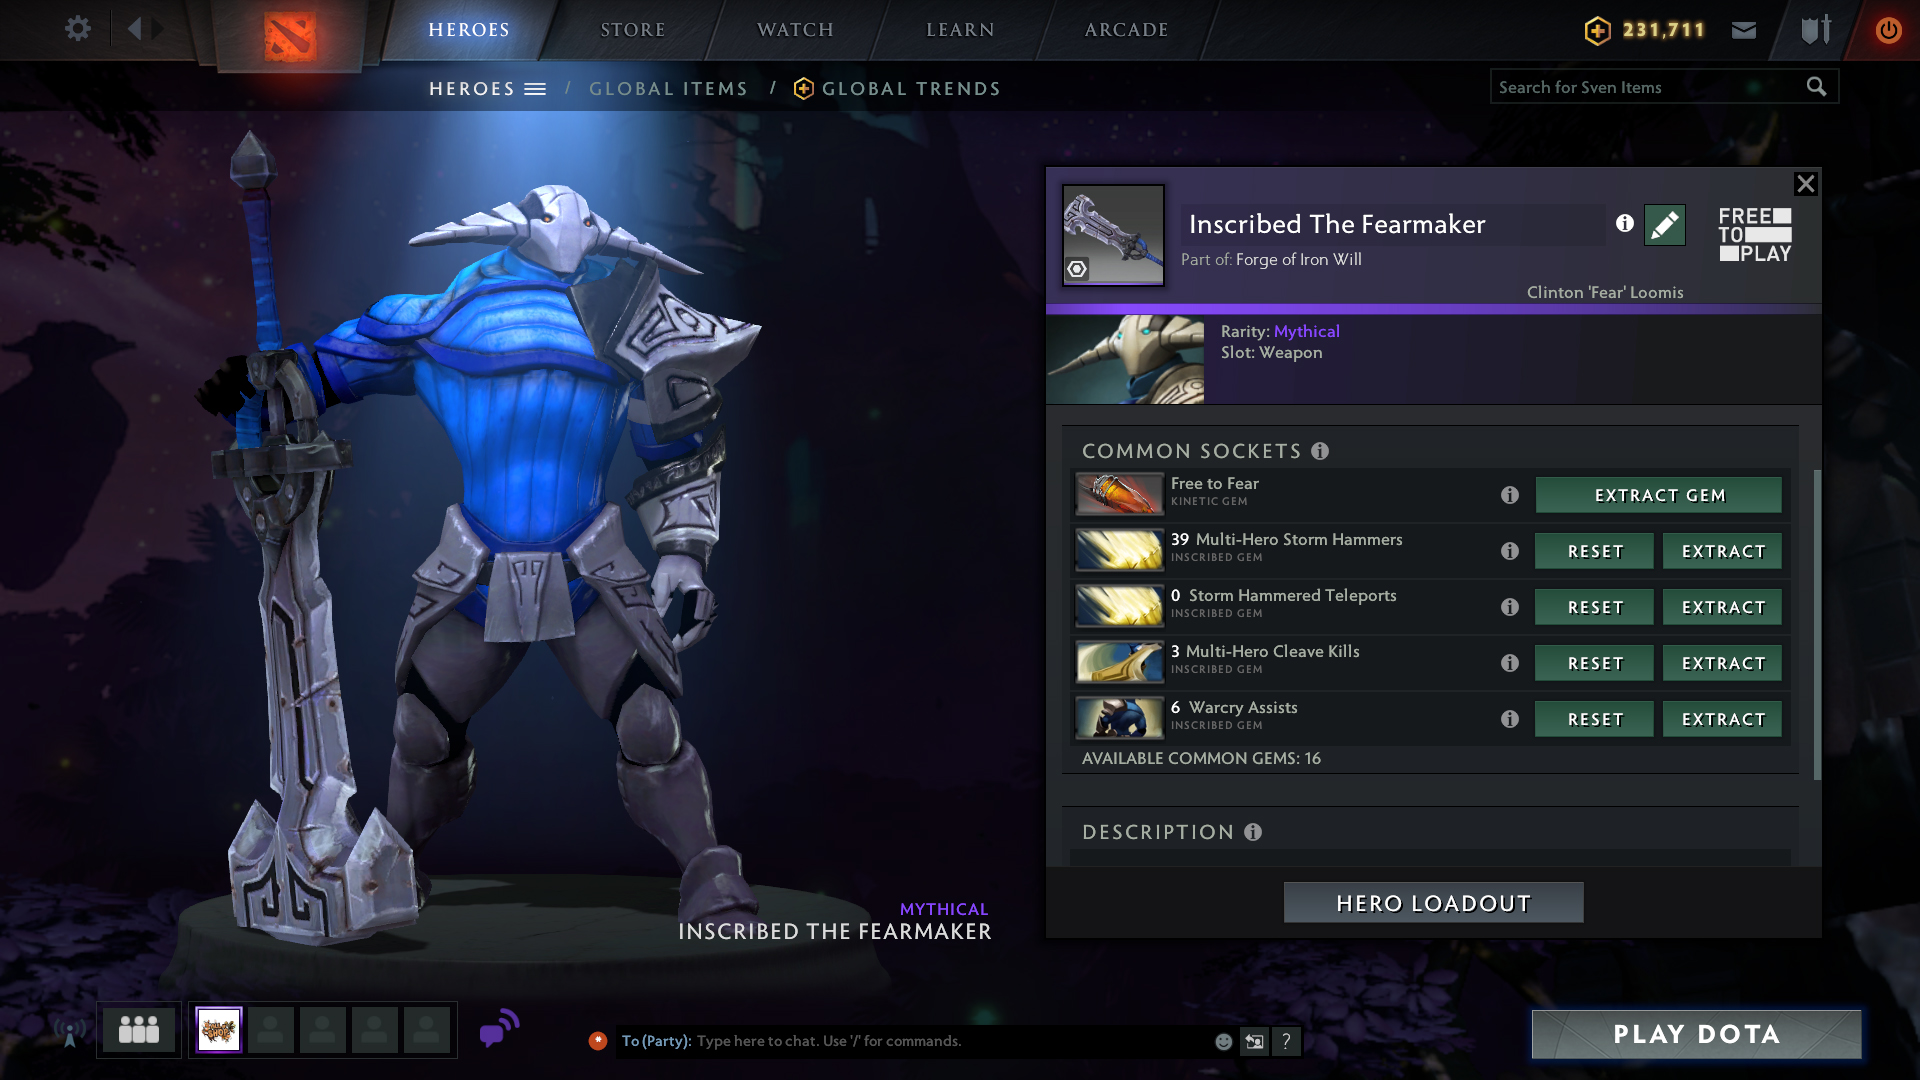 HEROES
STORE
WATCH
LEARN
ARCADE
231,711
HEROES / GLOBAL ITEMS / GLOBAL TRENDS
Search for Sven Items
Inscribed The Fearmaker
Part of: Forge of Iron Will
FREE
TO
PLAY
Clinton 'Fear' Loomis
Rarity: Mythical
Slot: Weapon
COMMON SOCKETS
Free to Fear
KINETIC GEM
EXTRACT GEM
39 Multi-Hero Storm Hammers
INSCRIBED GEM
RESET
EXTRACT
0 Storm Hammered Teleports
INSCRIBED GEM
RESET
EXTRACT
3 Multi-Hero Cleave Kills
INSCRIBED GEM
RESET
EXTRACT
6 Warcry Assists
INSCRIBED GEM
RESET
EXTRACT
AVAILABLE COMMON GEMS: 16
DESCRIPTION
HERO LOADOUT
MYTHICAL
INSCRIBED THE FEARMAKER
To (Party): Type here to chat. Use '/' for commands.
?
PLAY DOTA